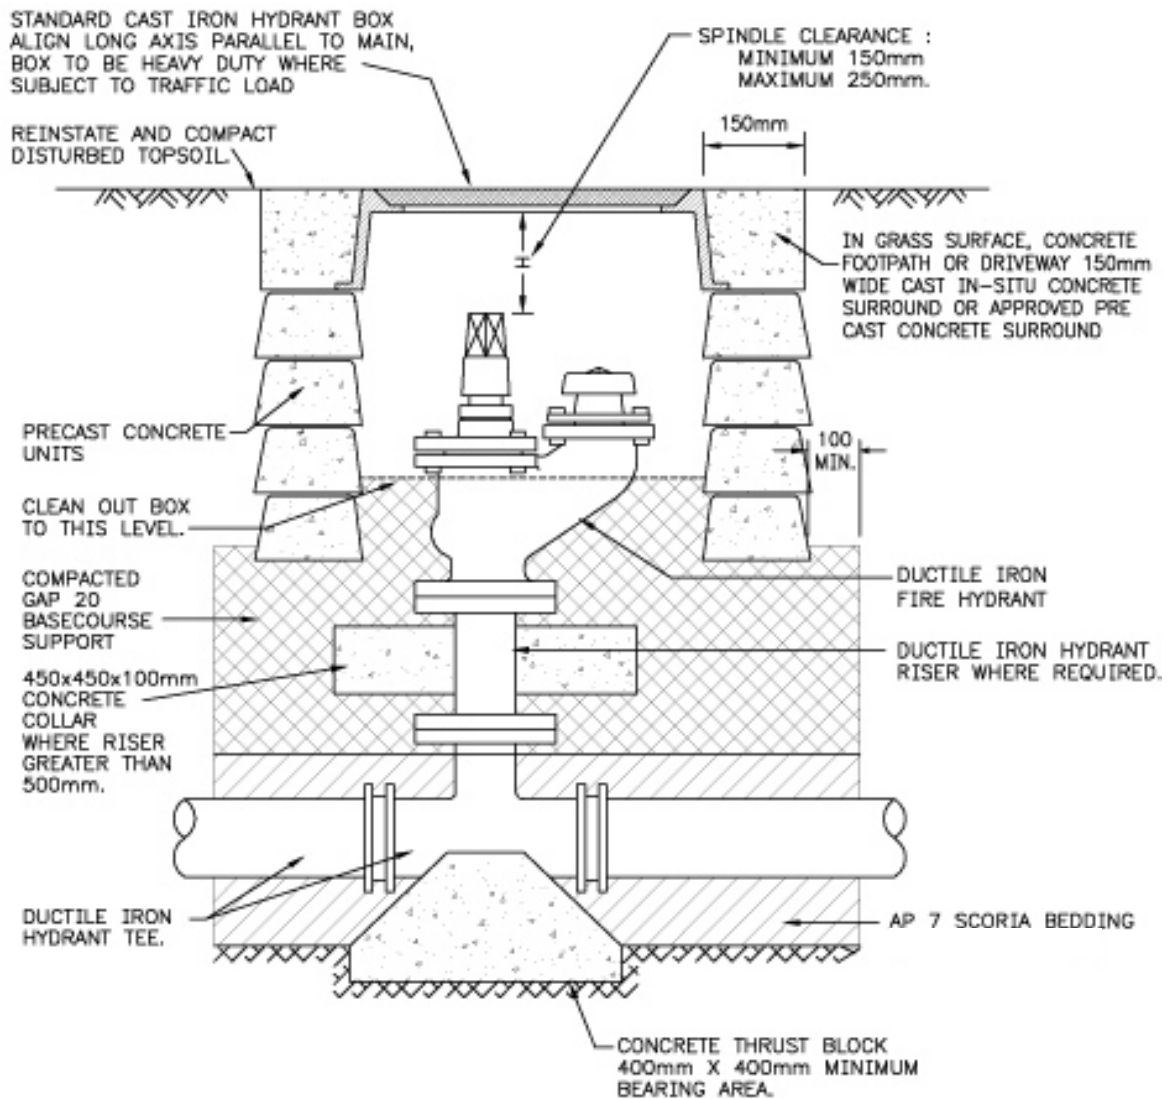 STANDARD CAST IRON HYDRANT BOX
ALIGN LONG AXIS PARALLEL TO MAIN,
BOX TO BE HEAVY DUTY WHERE
SUBJECT TO TRAFFIC LOAD
SPINDLE CLEARANCE :
MINIMUM 150mm
MAXIMUM 250mm.
REINSTATE AND COMPACT
DISTURBED TOPSOIL.
150mm
IN GRASS SURFACE, CONCRETE
FOOTPATH OR DRIVEWAY 150mm
WIDE CAST IN-SITU CONCRETE
SURROUND OR APPROVED PRE
CAST CONCRETE SURROUND
H
PRECAST CONCRETE
UNITS
100
MIN.
CLEAN OUT BOX
TO THIS LEVEL.
COMPACTED
GAP 20
BASECOURSE
SUPPORT
DUCTILE IRON
FIRE HYDRANT
DUCTILE IRON HYDRANT
RISER WHERE REQUIRED.
450x450x100mm
CONCRETE
COLLAR
WHERE RISER
GREATER THAN
500mm.
DUCTILE IRON
HYDRANT TEE.
AP 7 SCORIA BEDDING
CONCRETE THRUST BLOCK
400mm X 400mm MINIMUM
BEARING AREA.